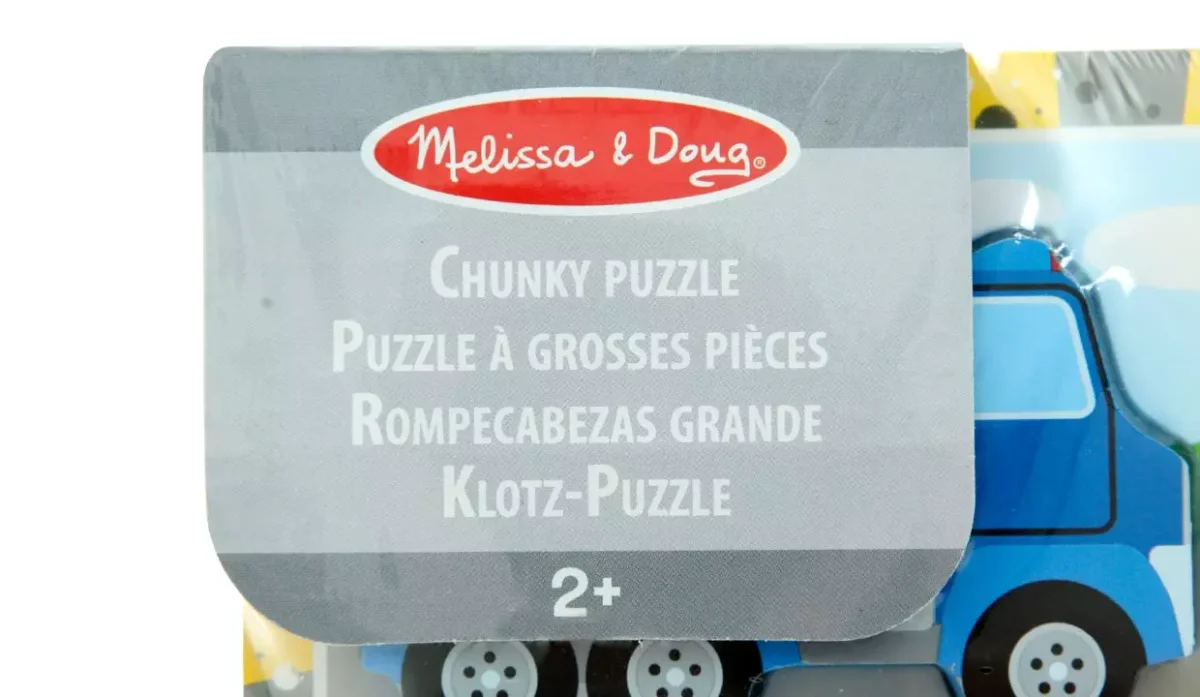 Melissa & Doug®
CHUNKY PUZZLE
PUZZLE À GROSSES PIÈCES
ROMPECABEZAS GRANDE
KLOTZ-PUZZLE
2+